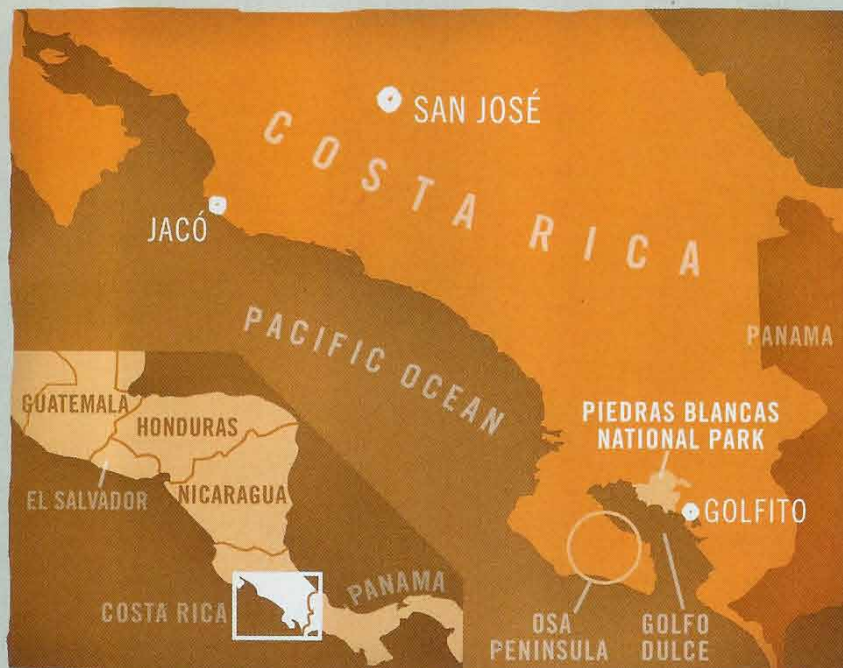 SAN JOSÉ
COSTA RICA
JACÓ
PACIFIC OCEAN
PANAMA
PIEDRAS BLANCAS
NATIONAL PARK
GOLFITO
OSA
PENINSULA
GOLFO
DULCE
GUATEMALA
HONDURAS
EL SALVADOR
NICARAGUA
COSTA RICA
PANAMA